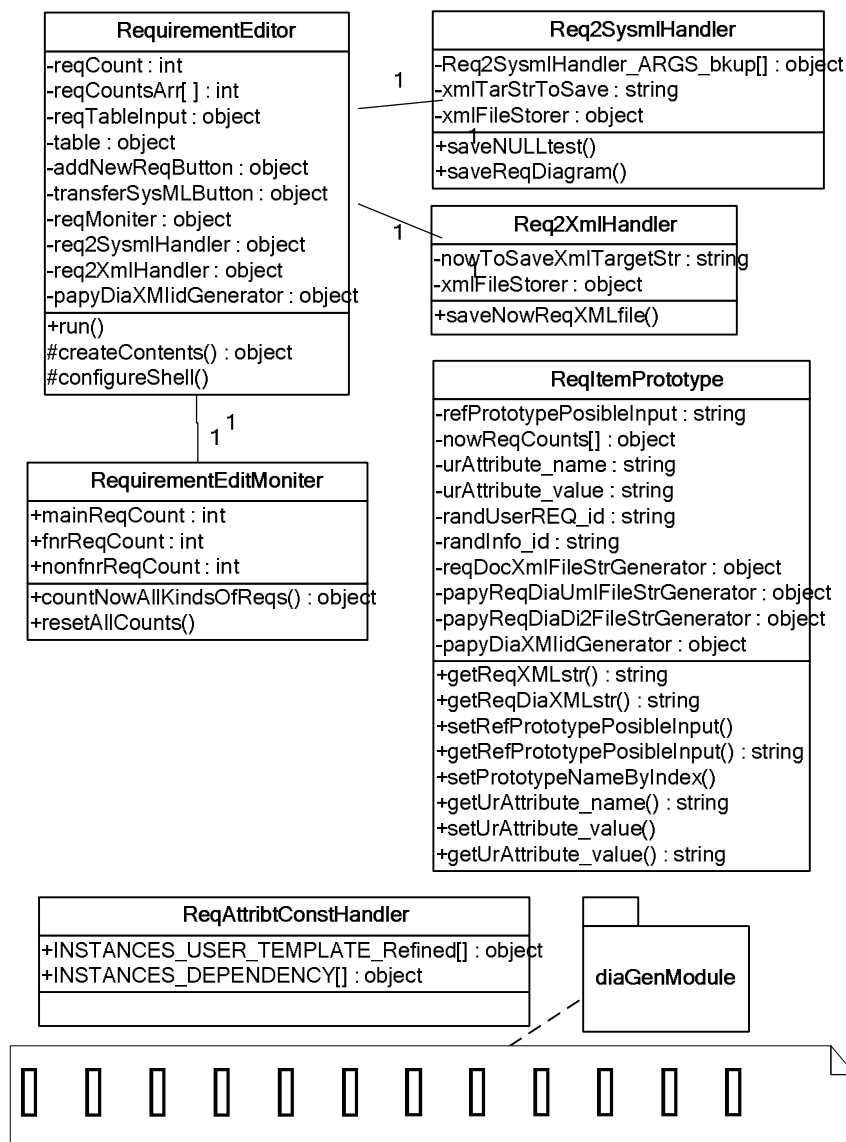 RequirementEditor
-reqCount : int
-reqCountsArr[ ] : int
-reqTableInput : object
-table : object
-addNewReqButton : object
-transferSysMLButton : object
-reqMoniter : object
-req2SysmlHandler : object
-req2XmlHandler : object
-papyDiaXMIidGenerator : object
+run()
#createContents() : object
#configureShell()
1
1
Req2SysmlHandler
-Req2SysmlHandler_ARGS_bkup[] : object
-xmlTarStrToSave : string
-xmlFileStorer : object
+saveNULLtest()
+saveReqDiagram()
1
1
Req2XmlHandler
-nowToSaveXmlTargetStr : string
-xmlFileStorer : object
+saveNowReqXMLfile()
1
1
RequirementEditMoniter
+mainReqCount : int
+fnrReqCount : int
+nonfnrReqCount : int
+countNowAllKindsOfReqs() : object
+resetAllCounts()
ReqItemPrototype
-refPrototypePosibleInput : string
-nowReqCounts[] : object
-urAttribute_name : string
-urAttribute_value : string
-randUserREQ_id : string
-randInfo_id : string
-reqDocXmlFileStrGenerator : object
-papyReqDiaUmlFileStrGenerator : object
-papyReqDiaDi2FileStrGenerator : object
-papyDiaXMIidGenerator : object
+getReqXMLstr() : string
+getReqDiaXMLstr() : string
+setRefPrototypePosibleInput()
+getRefPrototypePosibleInput() : string
+setPrototypeNameByIndex()
+getUrAttribute_name() : string
+setUrAttribute_value()
+getUrAttribute_value() : string
ReqAttribtConstHandler
+INSTANCES_USER_TEMPLATE_Refined[] : object
+INSTANCES_DEPENDENCY[] : object
diaGenModule